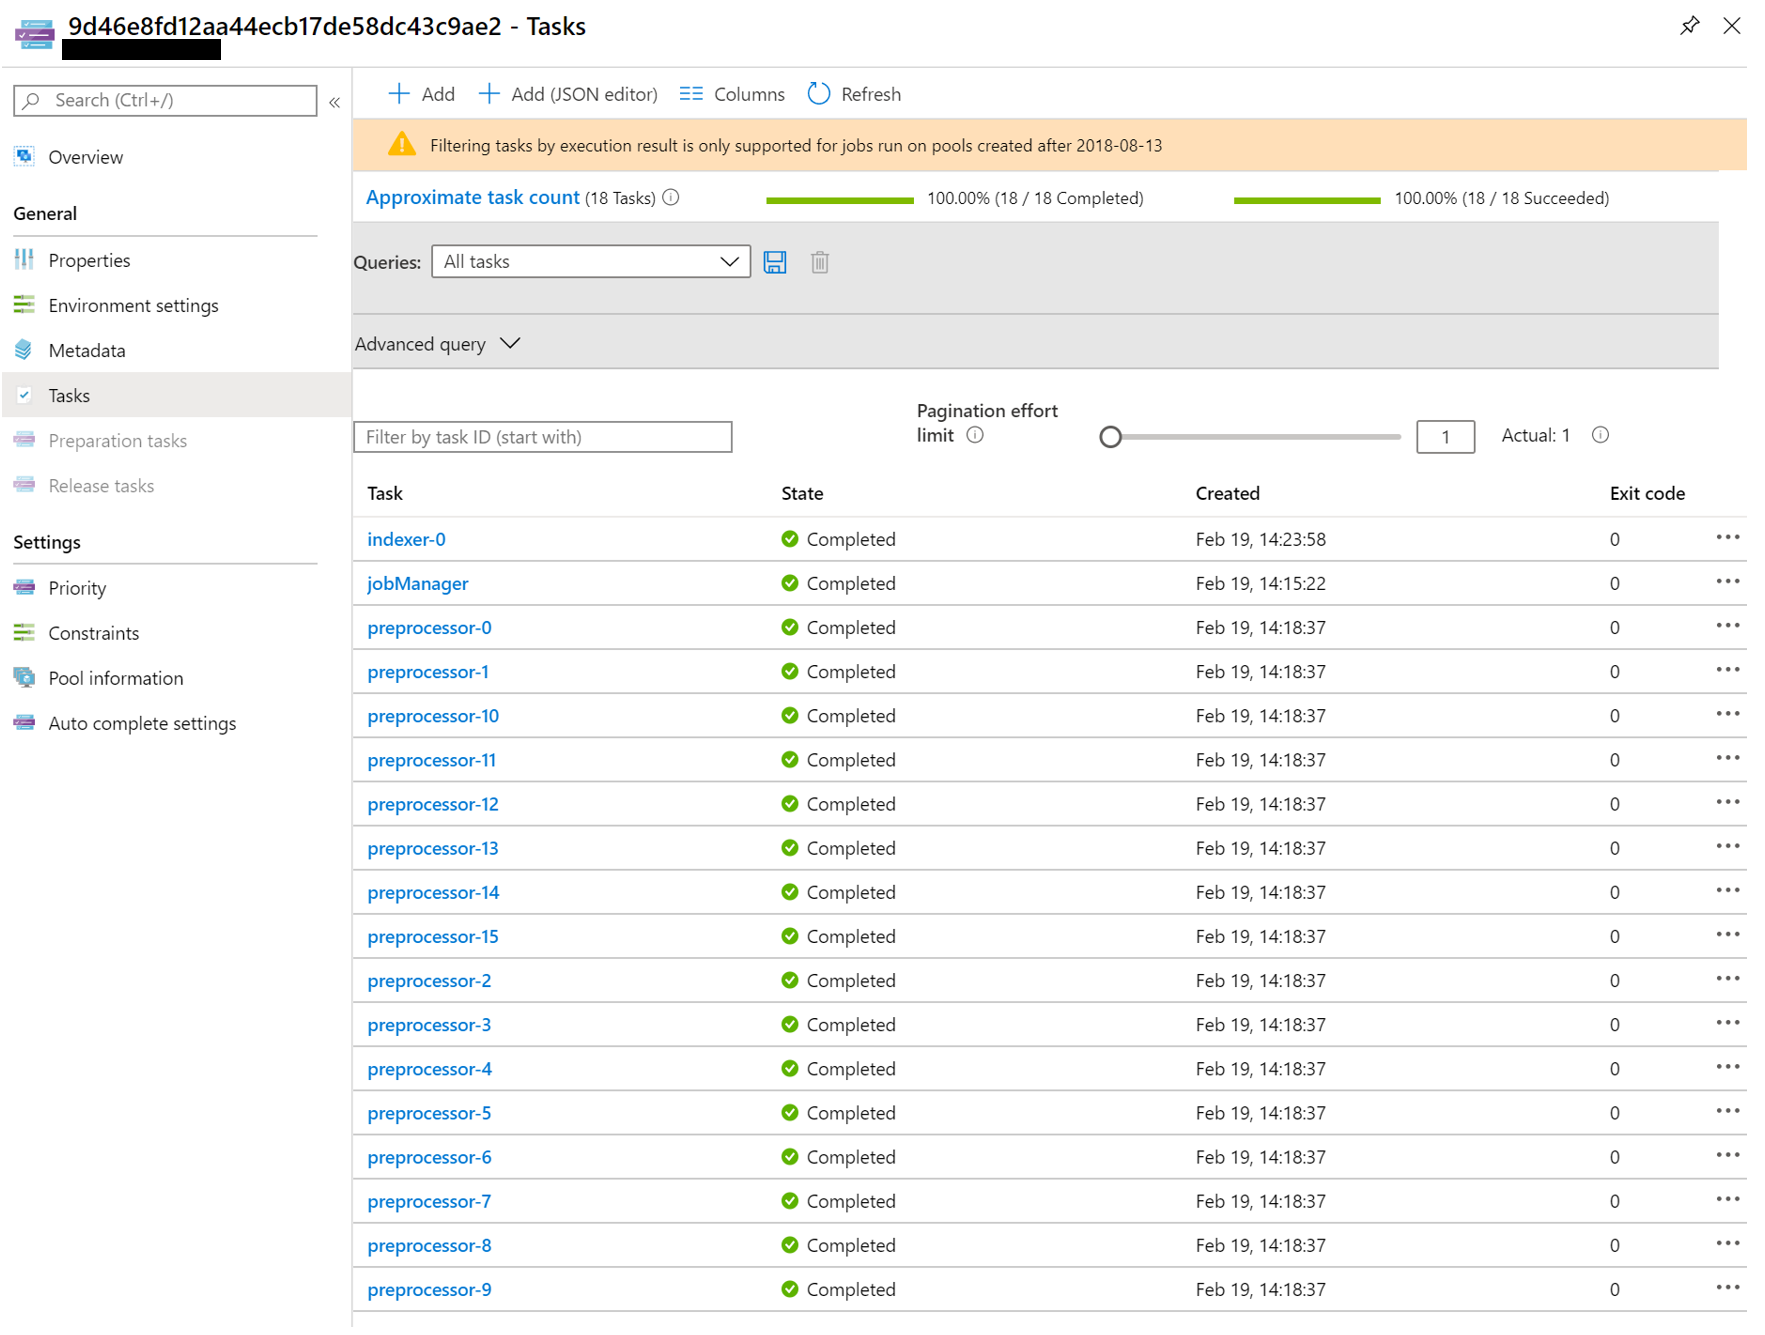 9d46e8fd12aa44ecb17de58dc43c9ae2 - Tasks
Search (Ctrl+/)
«
Overview
General
Properties
Environment settings
Metadata
Tasks
Preparation tasks
Release tasks
Settings
Priority
Constraints
Pool information
Auto complete settings
Add Add (JSON editor) Columns Refresh
Filtering tasks by execution result is only supported for jobs run on pools created after 2018-08-13
Approximate task count (18 Tasks) 100.00% (18 / 18 Completed) 100.00% (18 / 18 Succeeded)
Queries: All tasks
Advanced query
Filter by task ID (start with)
Pagination effort
limit 1 Actual: 1
Task State Created Exit code
indexer-0 Completed Feb 19, 14:23:58 0
jobManager Completed Feb 19, 14:15:22 0
preprocessor-0 Completed Feb 19, 14:18:37 0
preprocessor-1 Completed Feb 19, 14:18:37 0
preprocessor-10 Completed Feb 19, 14:18:37 0
preprocessor-11 Completed Feb 19, 14:18:37 0
preprocessor-12 Completed Feb 19, 14:18:37 0
preprocessor-13 Completed Feb 19, 14:18:37 0
preprocessor-14 Completed Feb 19, 14:18:37 0
preprocessor-15 Completed Feb 19, 14:18:37 0
preprocessor-2 Completed Feb 19, 14:18:37 0
preprocessor-3 Completed Feb 19, 14:18:37 0
preprocessor-4 Completed Feb 19, 14:18:37 0
preprocessor-5 Completed Feb 19, 14:18:37 0
preprocessor-6 Completed Feb 19, 14:18:37 0
preprocessor-7 Completed Feb 19, 14:18:37 0
preprocessor-8 Completed Feb 19, 14:18:37 0
preprocessor-9 Completed Feb 19, 14:18:37 0